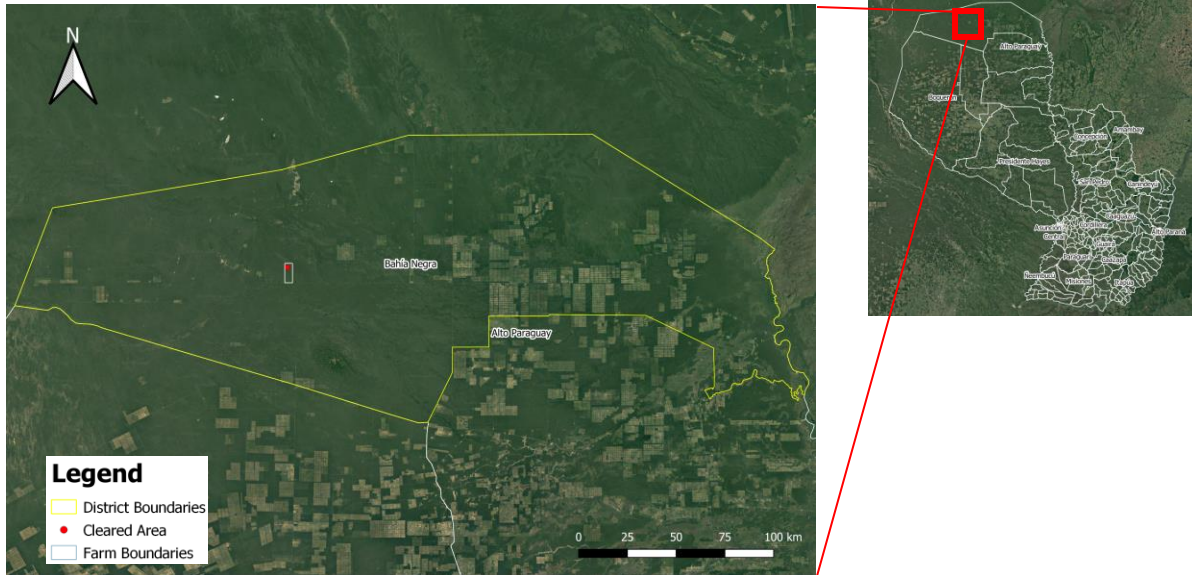 N
Bahía Negra
Alto Paraguay
Legend
District Boundaries
Cleared Area
Farm Boundaries
0 25 50 75 100 km
Alto Paraguay
Boquerón
Concepción
Amambay
Presidente Hayes
San Pedro
Canindeyú
Caaguazú
Cordillera
Asunción
Central
Alto Paraná
Guairá
Paraguarí
Caazapá
Ñeembucú
Misiones
Itapúa